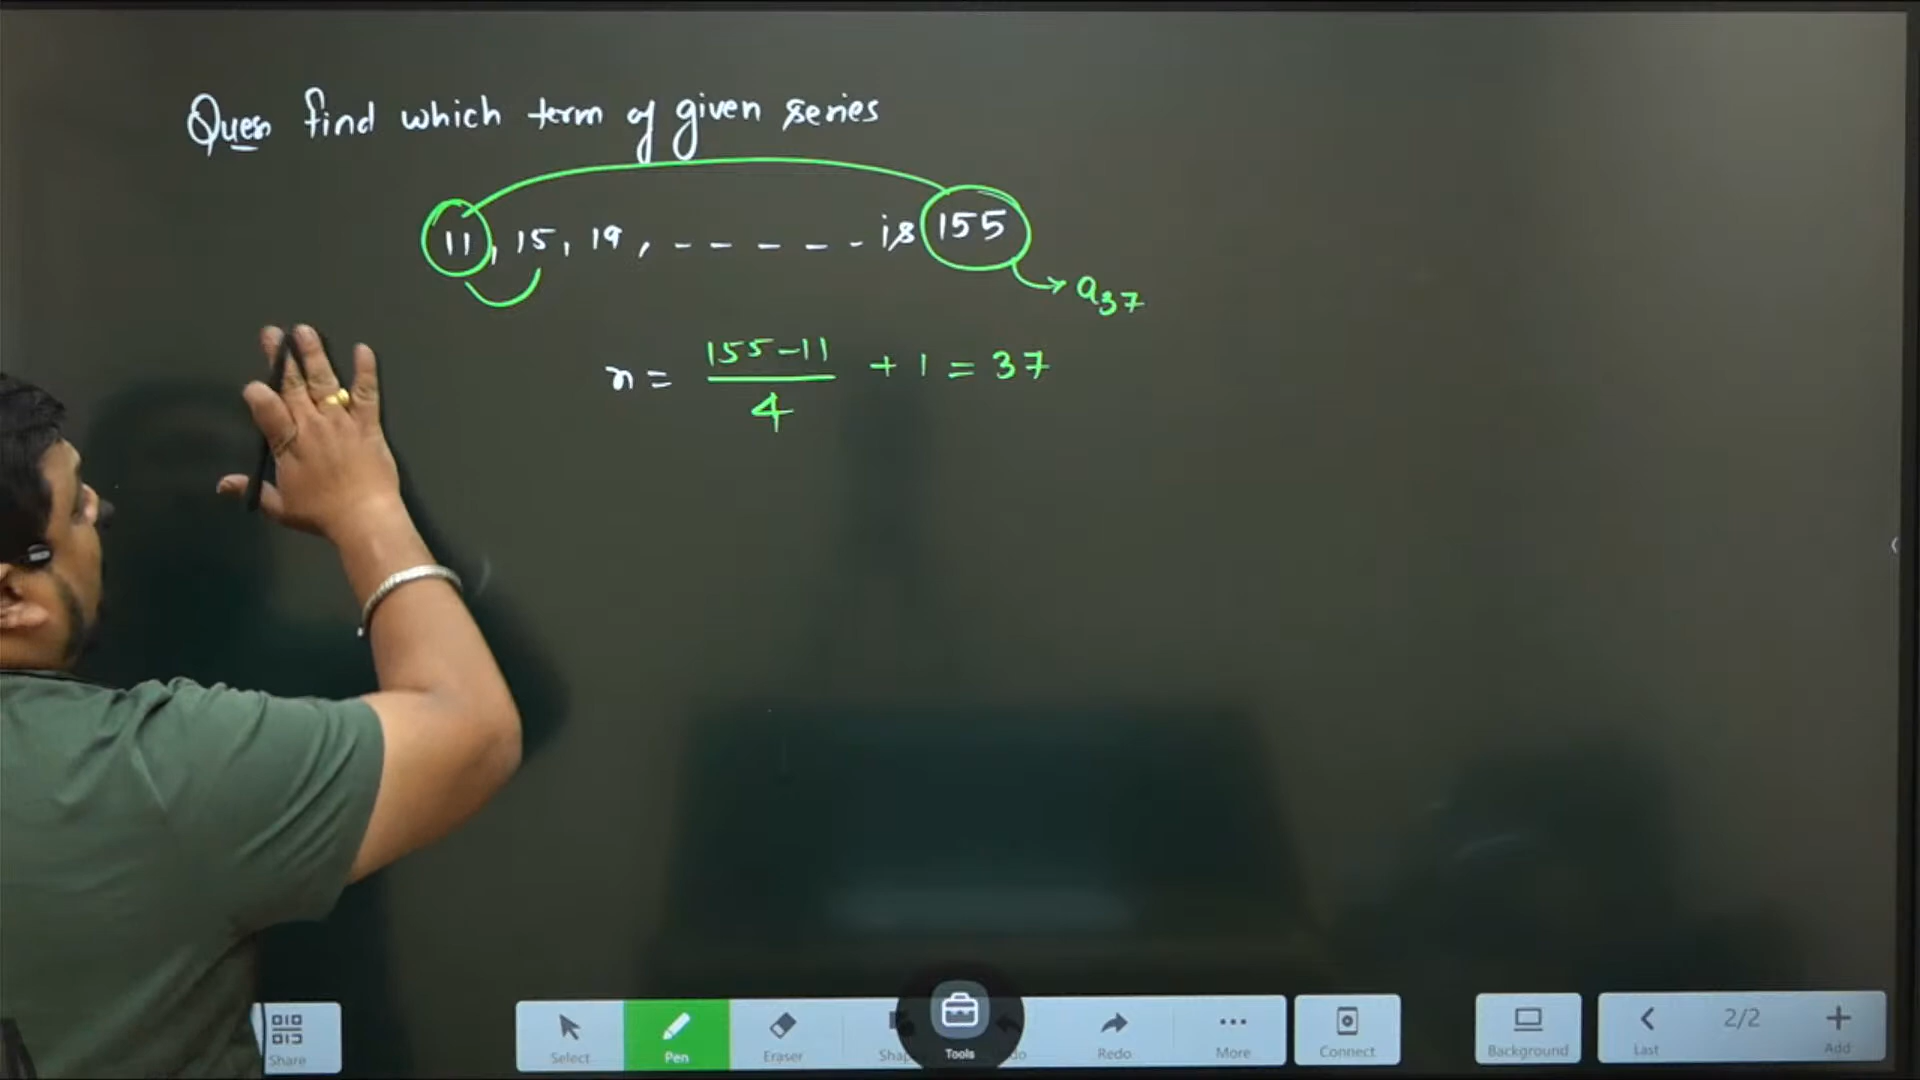 Ques find which term of given series
11, 15, 19, - - - - - is 155
a37
n = 155-11 / 4 + 1 = 37
Share
Select
Pen
Eraser
Tools
Redo
More
Connect
Background
Last
2/2
Add